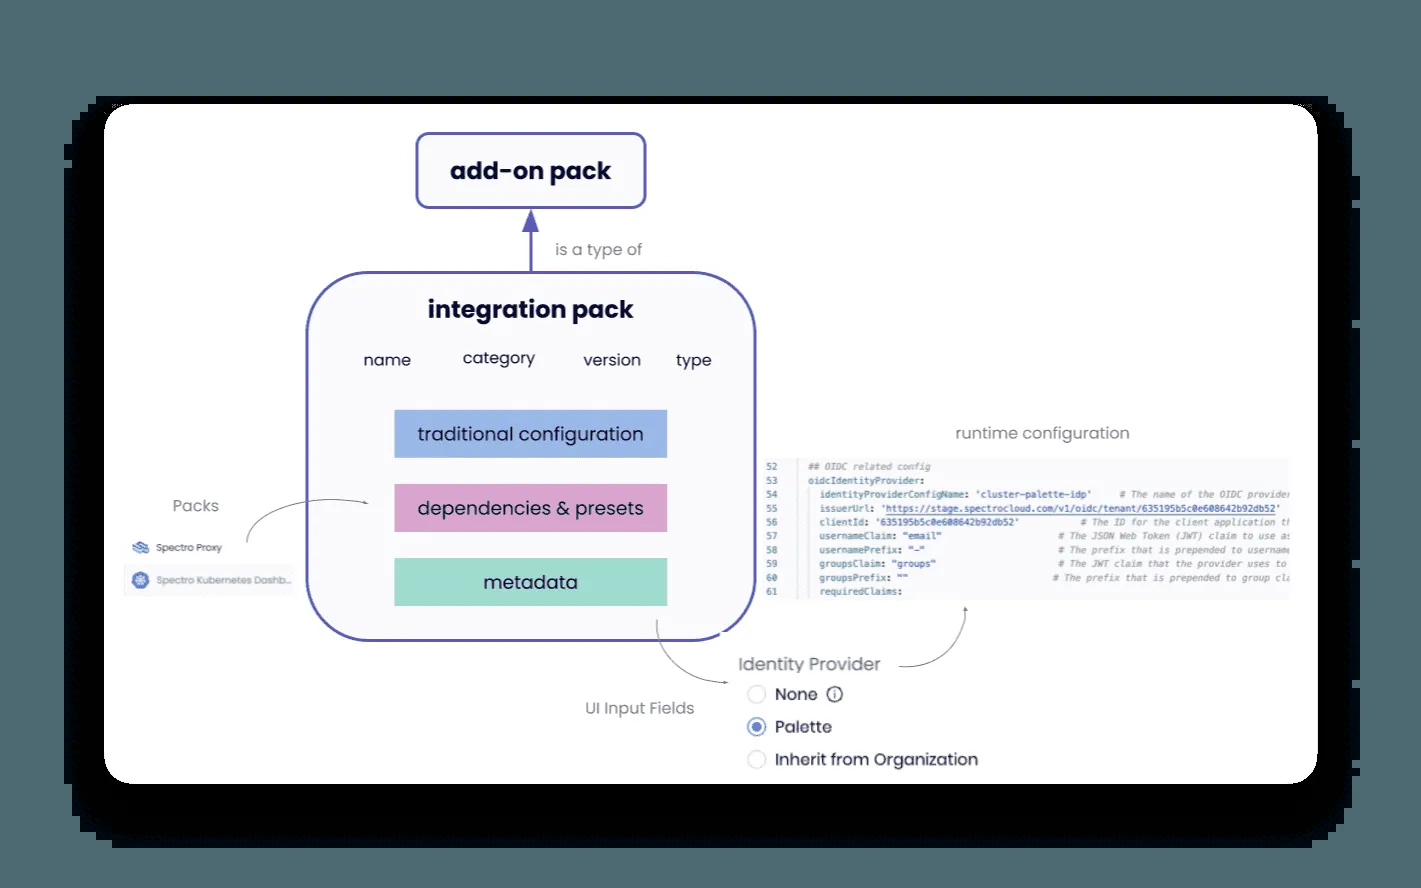 add-on pack
is a type of
integration pack
name category version type
traditional configuration
dependencies & presets
metadata
Packs
Spectro Proxy
Spectro Kubernetes Dashb...
runtime configuration
52 ## OIDC related config
53 oidcIdentityProvider:
54 identityProviderConfigName: 'cluster-palette-idp' # The name of the OIDC provider
55 issuerUrl: 'https://stage.spectrocloud.com/v1/oidc/tenant/635195b5c0e608642b92db52'
56 clientId: '635195b5c0e608642b92db52' # The ID for the client application th
57 usernameClaim: "email" # The JSON Web Token (JWT) claim to use as
58 usernamePrefix: "-" # The prefix that is prepended to username
59 groupsClaim: "groups" # The JWT claim that the provider uses to
60 groupsPrefix: "" # The prefix that is prepended to group cla
61 requiredClaims:
UI Input Fields
Identity Provider
None
Palette
Inherit from Organization